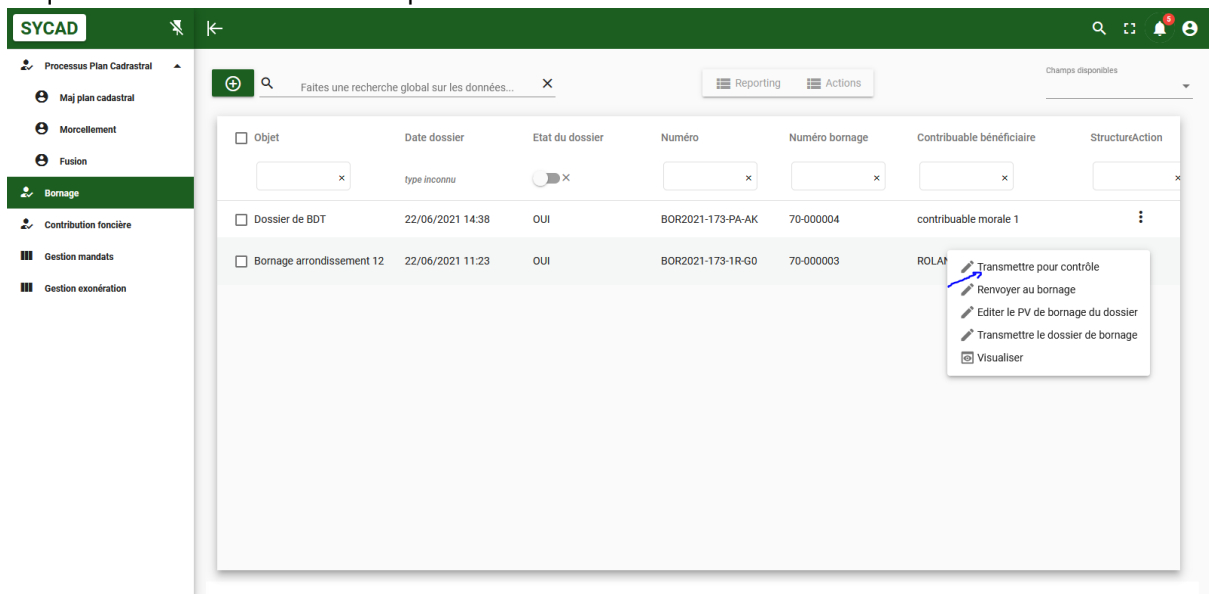 SYCAD
5
Processus Plan Cadrastral
Maj plan cadastral
Morcellement
Fusion
Bornage
Contribution foncière
Gestion mandats
Gestion exonération
Faites une recherche global sur les données...
Reporting
Actions
Champs disponibles
Objet Date dossier Etat du dossier Numéro Numéro bornage Contribuable bénéficiaire Structure Action
type inconnu
Dossier de BDT 22/06/2021 14:38 OUI BOR2021-173-PA-AK 70-000004 contribuable morale 1
Bornage arrondissement 12 22/06/2021 11:23 OUI BOR2021-173-1R-G0 70-000003
Transmettre pour contrôle
Renvoyer au bornage
Editer le PV de bornage du dossier
Transmettre le dossier de bornage
Visualiser